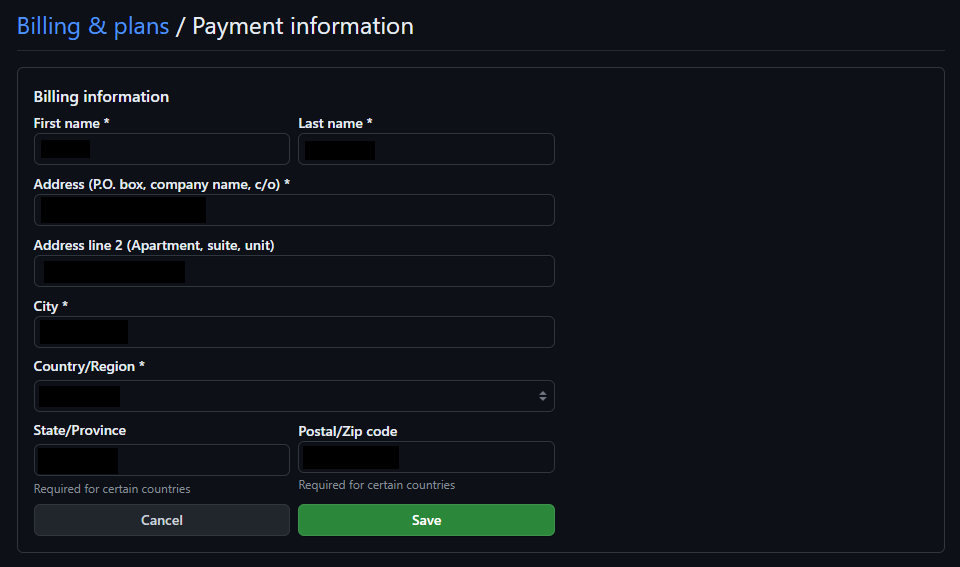 Billing & plans / Payment information
Billing information
First name *
Last name *
Address (P.O. box, company name, c/o) *
Address line 2 (Apartment, suite, unit)
City *
Country/Region *
State/Province
Postal/Zip code
Required for certain countries
Required for certain countries
Cancel
Save